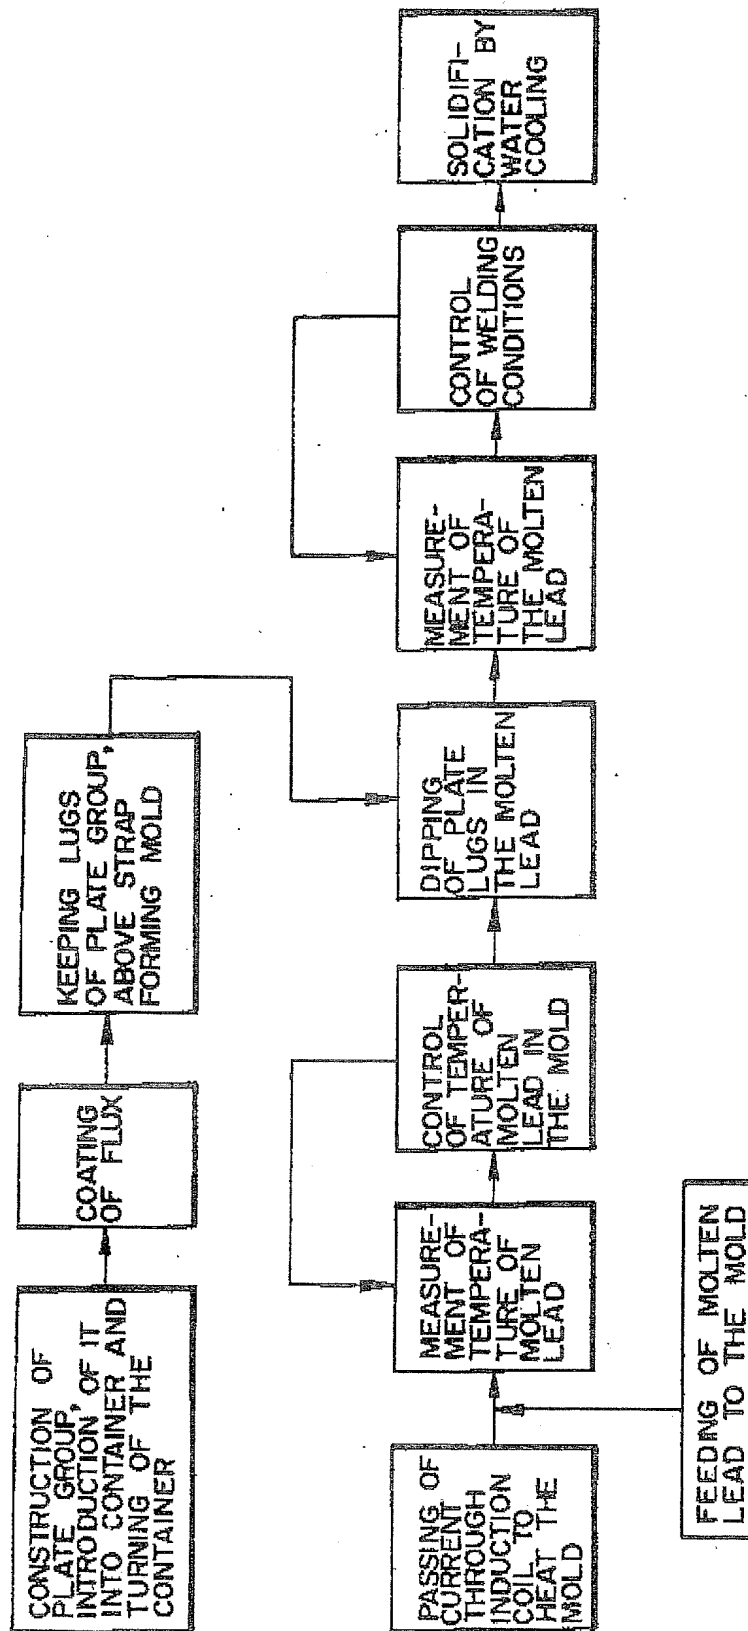 CONSTRUCTION OF
PLATE GROUP,
INTRODUCTION OF IT
INTO CONTAINER AND
TURNING OF THE
CONTAINER
COATING
OF FLUX
KEEPING LUGS
OF PLATE GROUP,
ABOVE STRAP
FORMING MOLD
PASSING OF
CURRENT
THROUGH
INDUCTION
COIL TO
HEAT THE
MOLD
FEEDING OF MOLTEN
LEAD TO THE MOLD
MEASURE-
MENT OF
TEMPERA-
TURE OF
MOLTEN
LEAD
CONTROL
OF TEMPER-
ATURE OF
MOLTEN
LEAD IN
THE MOLD
DIPPING
OF PLATE
LUGS IN
THE MOLTEN
LEAD
MEASURE-
MENT OF
TEMPERA-
TURE OF
THE MOLTEN
LEAD
CONTROL
OF WELDING
CONDITIONS
SOLIDIFI-
CATION BY
WATER
COOLING